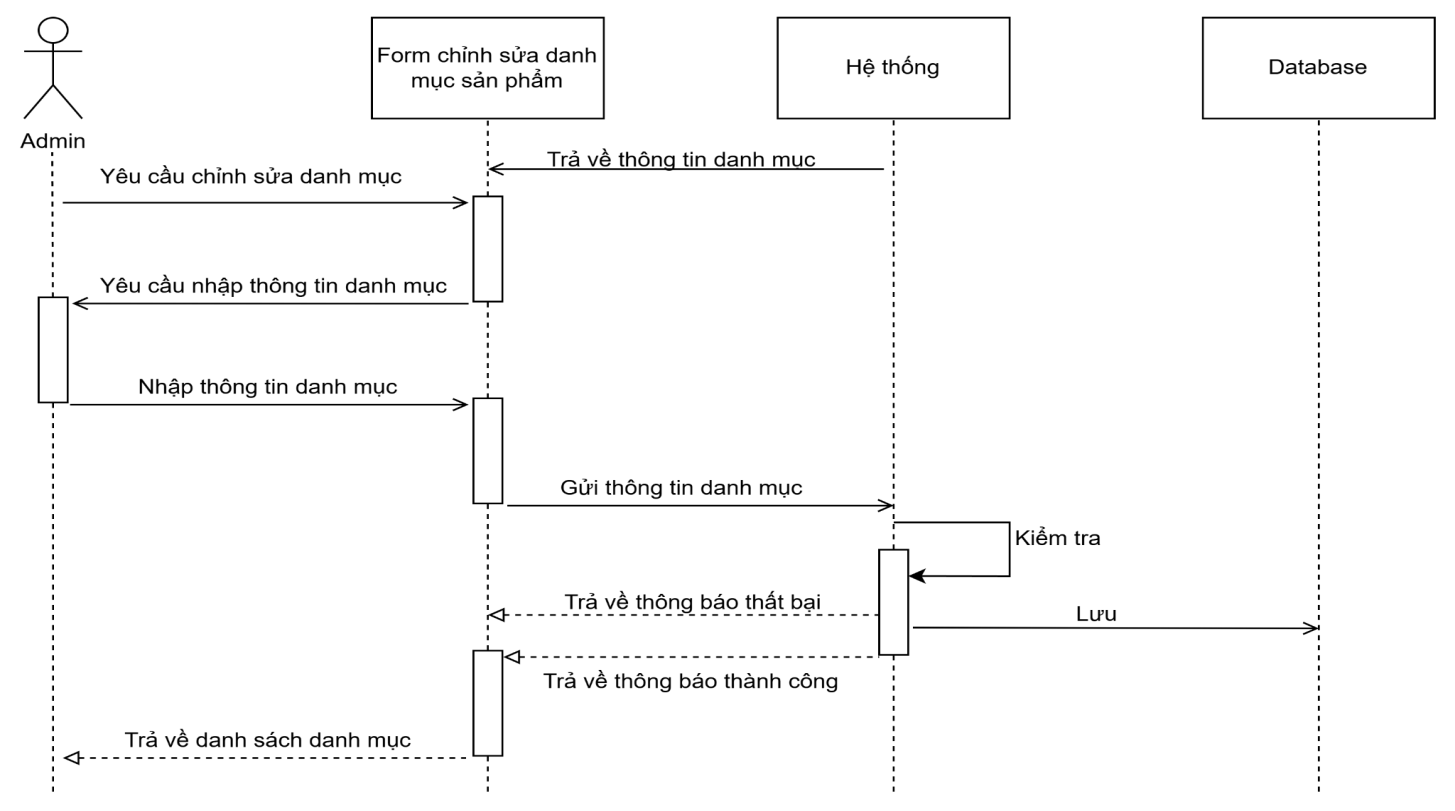 Form chỉnh sửa danh
mục sản phẩm
Hệ thống
Database
Admin
Trả về thông tin danh mục
Yêu cầu chỉnh sửa danh mục
Yêu cầu nhập thông tin danh mục
Nhập thông tin danh mục
Gửi thông tin danh mục
Kiểm tra
Trả về thông báo thất bại
Lưu
Trả về thông báo thành công
Trả về danh sách danh mục